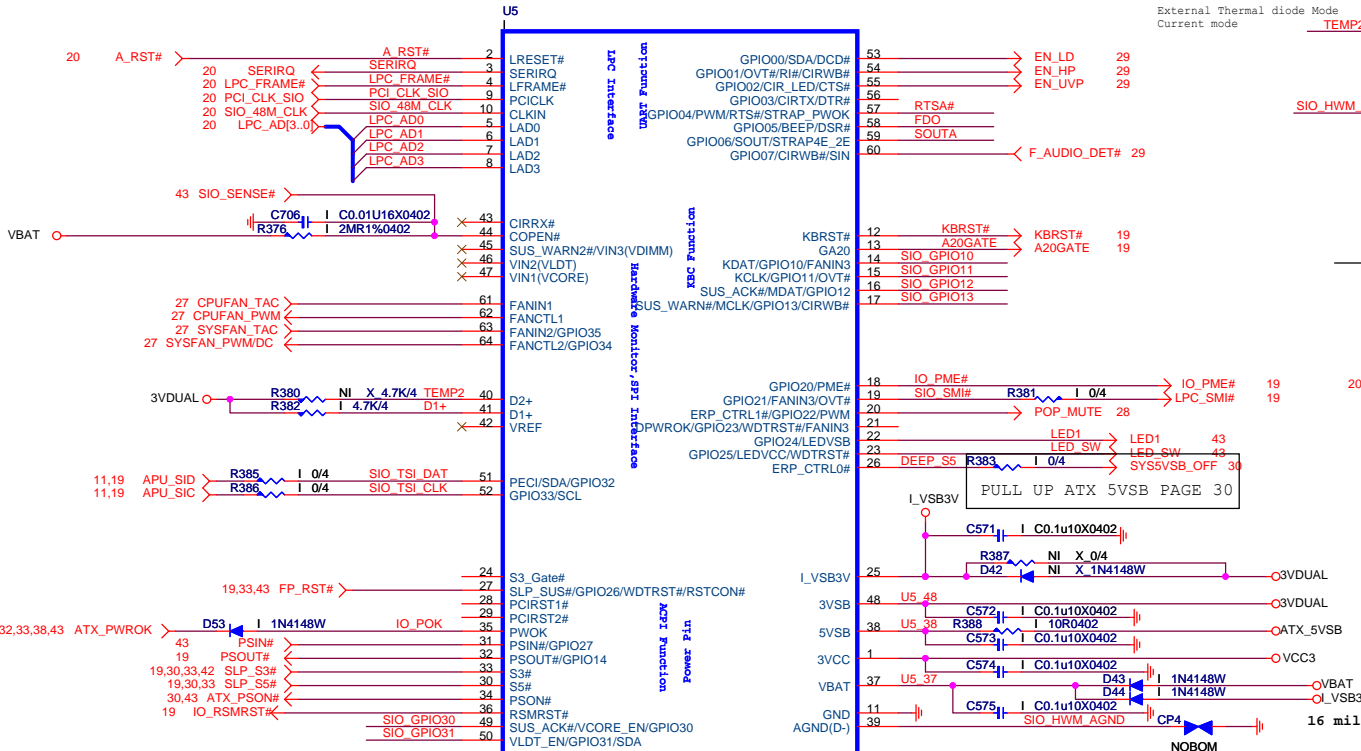 U5
External Thermal diode Mode
Current mode
TEMP2
20 A_RST# A_RST# 2 LRESET#
20 SERIRQ SERIRQ 3 SERIRQ
20 LPC_FRAME# LPC_FRAME# 4 LFRAME#
20 PCI_CLK_SIO PCI_CLK_SIO 9 PCICLK
20 SIO_48M_CLK SIO_48M_CLK 10 CLKIN
20 LPC_AD[3..0] LPC_AD0 5 LAD0
LPC_AD1 6 LAD1
LPC_AD2 7 LAD2
LPC_AD3 8 LAD3
LPC Interface
UART Function
GPIO00/SDA/DCD# 53 EN_LD 29
GPIO01/OVT#/RI#/CIRWB# 54 EN_HP 29
GPIO02/CIR_LED/CTS# 55 EN_UVP 29
GPIO03/CIRTX/DTR# 56
GPIO04/PWM/RTS#/STRAP_PWOK 57 RTSA#
GPIO05/BEEP/DSR# 58 FDO
GPIO06/SOUT/STRAP4E_2E 59 SOUTA
GPIO07/CIRWB#/SIN 60 F_AUDIO_DET# 29
SIO_HWM_
43 SIO_SENSE#
C706 I C0.01U16X0402 43 CIRRX#
VBAT R376 I 2MR1%0402 44 COPEN#
45 SUS_WARN2#/VIN3(VDIMM)
46 VIN2(VLDT)
47 VIN1(VCORE)
KBC Function
Hardware Monitor,SPI Interface
KBRST# 12 KBRST# KBRST# 19
GA20 13 A20GATE A20GATE 19
KDAT/GPIO10/FANIN3 14 SIO_GPIO10
KCLK/GPIO11/OVT# 15 SIO_GPIO11
SUS_ACK#/MDAT/GPIO12 16 SIO_GPIO12
SUS_WARN#/MCLK/GPIO13/CIRWB# 17 SIO_GPIO13
27 CPUFAN_TAC 61 FANIN1
27 CPUFAN_PWM 62 FANCTL1
27 SYSFAN_TAC 63 FANIN2/GPIO35
27 SYSFAN_PWM/DC 64 FANCTL2/GPIO34
3VDUAL R380 NI X_4.7K/4 TEMP2 40 D2+
R382 I 4.7K/4 D1+ 41 D1+
42 VREF
GPIO20/PME# 18 IO_PME# IO_PME# 19 20
GPIO21/FANIN3/OVT# 19 SIO_SMI# R381 I 0/4 LPC_SMI# 19
ERP_CTRL1#/GPIO22/PWM 20 POP_MUTE 28
DPWROK/GPIO23/WDTRST#/FANIN3 21
GPIO24/LEDVSB 22 LED1 LED1 43
GPIO25/LEDVCC/WDTRST# 23 LED_SW LED_SW 43
ERP_CTRL0# 26 DEEP_S5 R383 I 0/4 SYS5VSB_OFF 30
PULL UP ATX 5VSB PAGE 30
11,19 APU_SID R385 I 0/4 SIO_TSI_DAT 51 PECI/SDA/GPIO32
11,19 APU_SIC R386 I 0/4 SIO_TSI_CLK 52 GPIO33/SCL
I_VSB3V
C571 I C0.1u10X0402
R387 NI X_0/4
D42 NI X_1N4148W
I_VSB3V 25 3VDUAL
3VSB 48 U5_48 3VDUAL
C572 I C0.1u10X0402
5VSB 38 U5_38 R388 I 10R0402 ATX_5VSB
C573 I C0.1u10X0402
3VCC 1 VCC3
C574 I C0.1u10X0402
VBAT 37 U5_37 D43 I 1N4148W VBAT
D44 I 1N4148W I_VSB3
C575 I C0.1u10X0402
GND 11
AGND(D-) 39 SIO_HWM_AGND CP4
NOBOM
16 mil
24 S3_Gate#
19,33,43 FP_RST# 27 SLP_SUS#/GPIO26/WDTRST#/RSTCON#
28 PCIRST1#
29 PCIRST2#
32,33,38,43 ATX_PWROK D53 I 1N4148W IO_POK 35 PWOK
43 PSIN# 31 PSIN#/GPIO27
19 PSOUT# 32 PSOUT#/GPIO14
19,30,33,42 SLP_S3# 33 S3#
19,30,33 SLP_S5# 30 S5#
30,43 ATX_PSON# 34 PSON#
19 IO_RSMRST# 36 RSMRST#
SIO_GPIO30 49 SUS_ACK#/VCORE_EN/GPIO30
SIO_GPIO31 50 VLDT_EN/GPIO31/SDA
ACPI Function
Power Pin